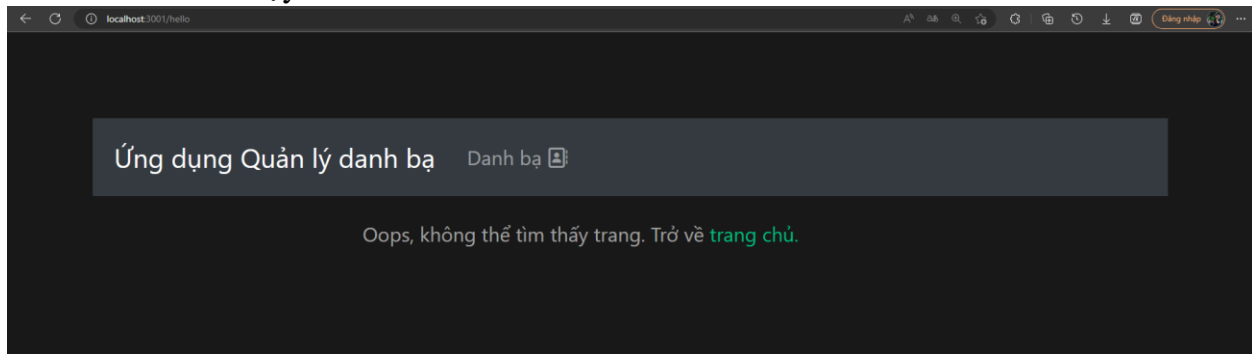 localhost:3001/hello
Đăng nhập
Ứng dụng Quản lý danh bạ Danh bạ
Oops, không thể tìm thấy trang. Trở về trang chủ.